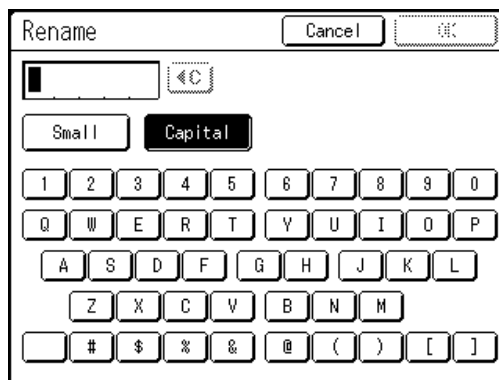 Rename Cancel OK
◀C
Small Capital
1 2 3 4 5 6 7 8 9 0
Q W E R T Y U I O P
A S D F G H J K L
Z X C V B N M
# $ % & @ ( ) [ ]